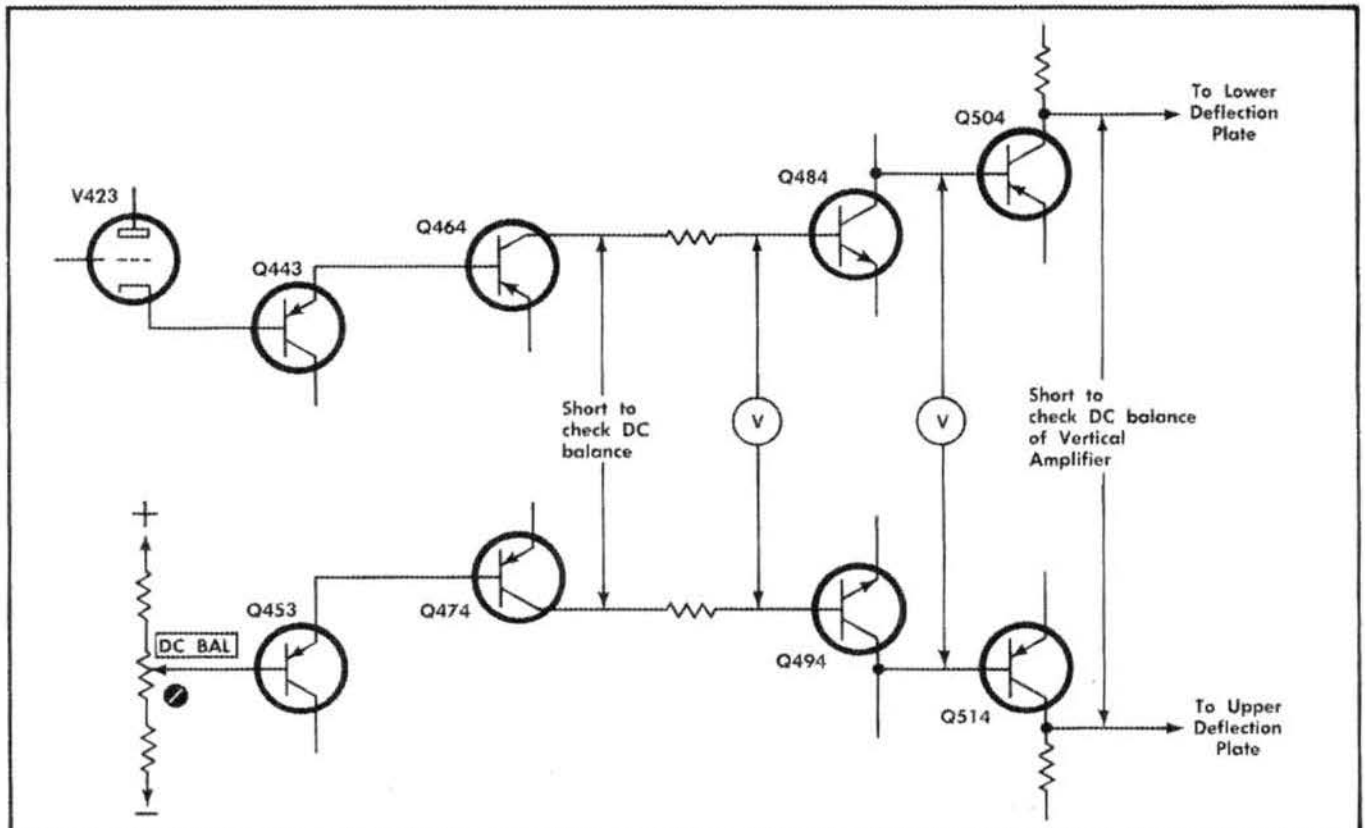 To Lower
Deflection
Plate
Q504
Q484
V423
Q464
Q443
Short to
check DC
balance
V
V
Short to
check DC balance
of Vertical
Amplifier
+
Q453
Q474
DC BAL
Q494
Q514
To Upper
Deflection
Plate
−